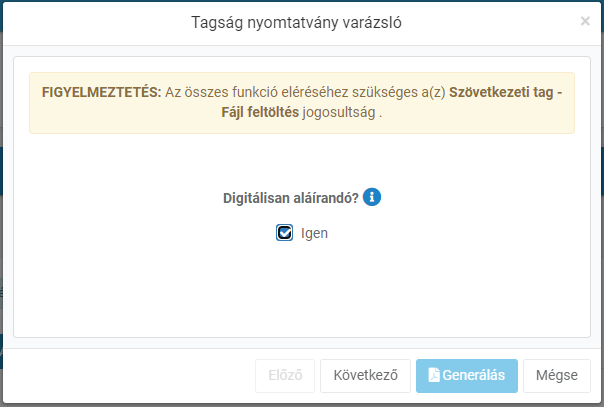 Tagság nyomtatvány varázsló
×
FIGYELMEZTETÉS: Az összes funkció eléréséhez szükséges a(z) Szövetkezeti tag -
Fájl feltöltés jogosultság .
Digitálisan aláírandó?
Igen
Előző
Következő
Generálás
Mégse